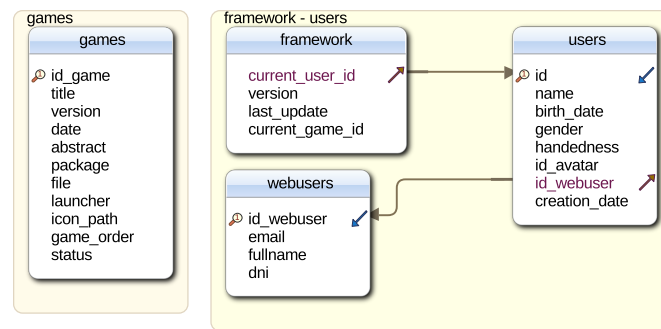 games
games
id_game
title
version
date
abstract
package
file
launcher
icon_path
game_order
status
framework - users
framework
current_user_id
version
last_update
current_game_id
users
id
name
birth_date
gender
handedness
id_avatar
id_webuser
creation_date
webusers
id_webuser
email
fullname
dni